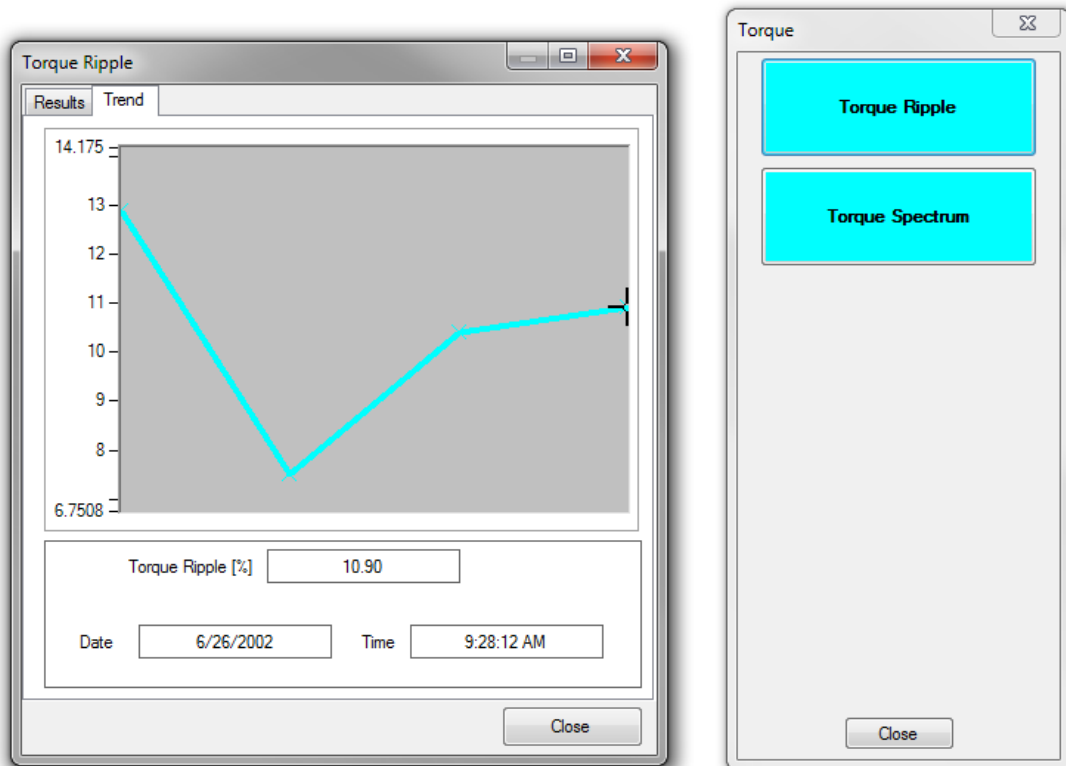 Torque Ripple
Results Trend
14.175
13
12
11
10
9
8
6.7508
Torque Ripple [%] 10.90
Date 6/26/2002 Time 9:28:12 AM
Close
Torque
Torque Ripple
Torque Spectrum
Close